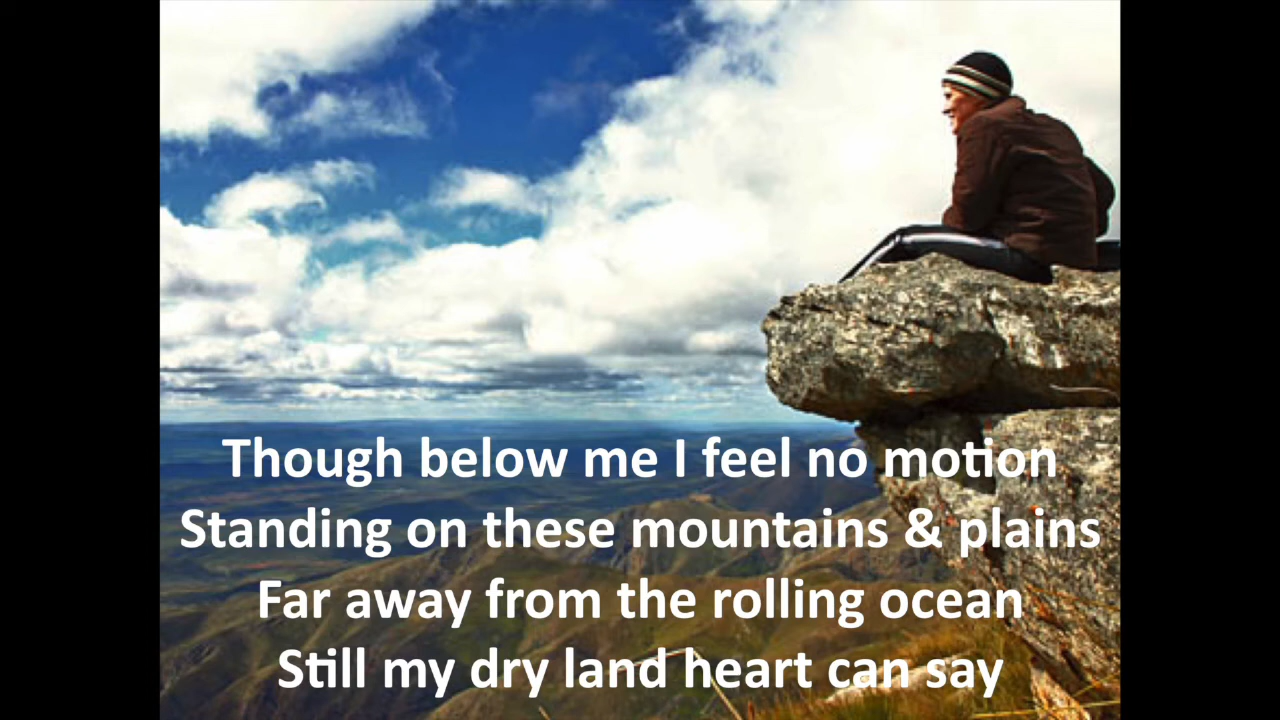 Though below me I feel no motion
Standing on these mountains & plains
Far away from the rolling ocean
Still my dry land heart can say